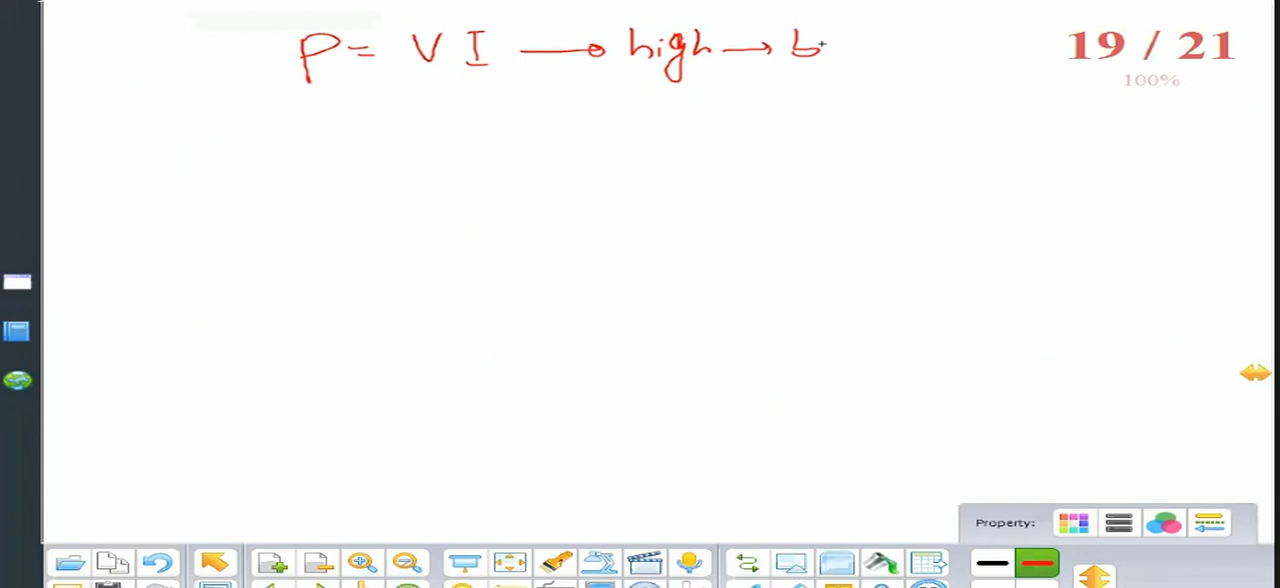 P = V I → high → b
19 / 21
100%
Property: